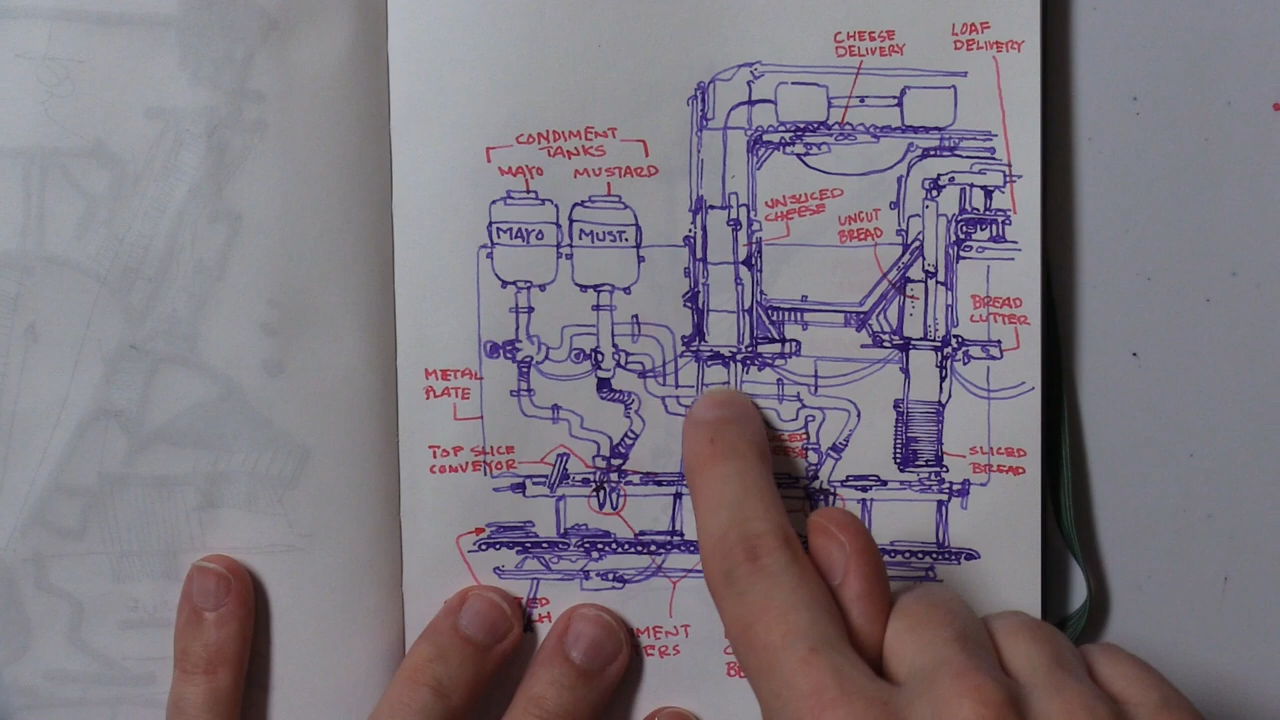 CHEESE
DELIVERY
LOAF
DELIVERY
CONDIMENT
TANKS
MAYO MUSTARD
MAYO MUST.
UNSLICED
CHEESE
UNCUT
BREAD
BREAD
CUTTER
METAL
PLATE
TOP SLICE
CONVEYOR
SLICED
BREAD